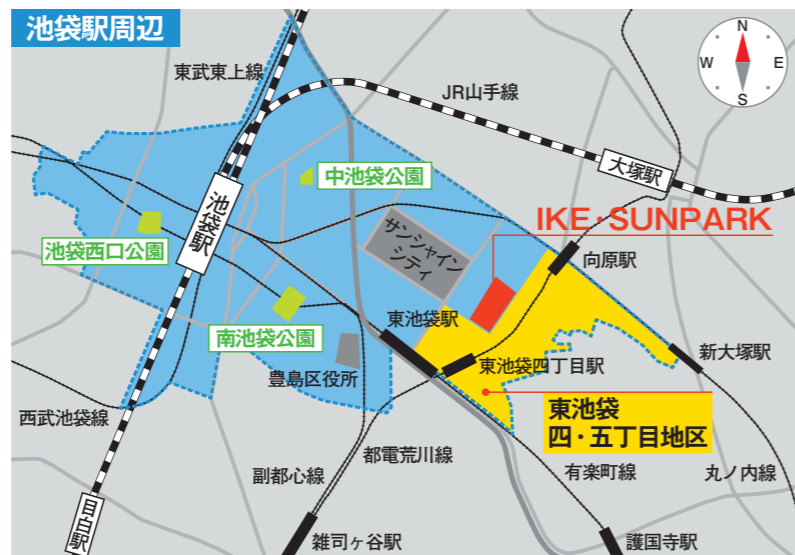 池袋駅周辺
N
W
E
S
東武東上線
JR山手線
大塚駅
中池袋公園
IKE・SUNPARK
池袋駅
サンシャイン
シティ
向原駅
池袋西口公園
南池袋公園
東池袋駅
東池袋四丁目駅
新大塚駅
豊島区役所
東池袋
四・五丁目地区
西武池袋線
都電荒川線
副都心線
有楽町線
丸ノ内線
目白駅
雑司ヶ谷駅
護国寺駅